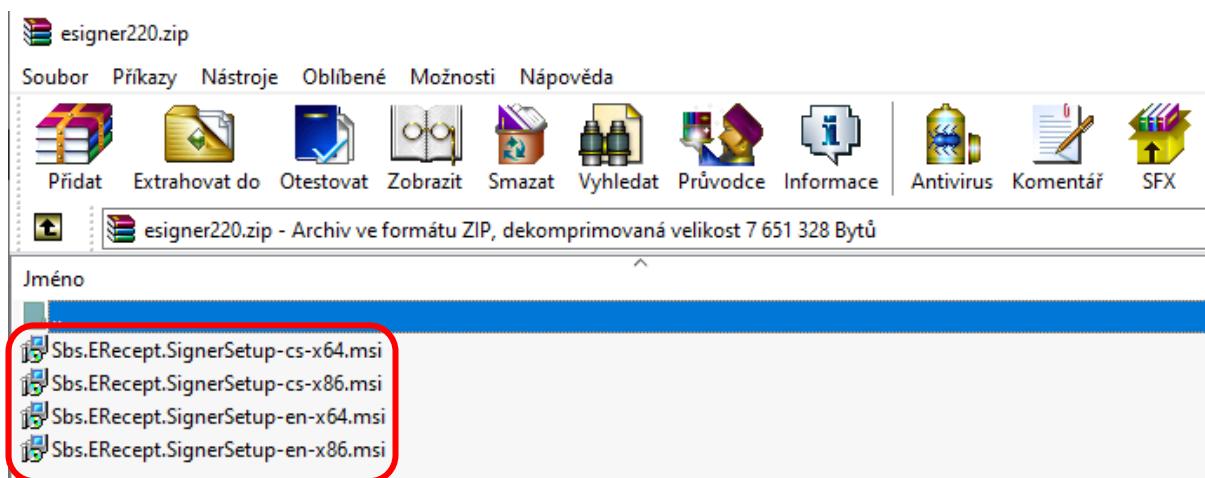 esigner220.zip
Soubor Příkazy Nástroje Oblíbené Možnosti Nápověda
Přidat Extrahovat do Otestovat Zobrazit Smazat Vyhledat Průvodce Informace Antivirus Komentář SFX
esigner220.zip - Archiv ve formátu ZIP, dekomprimovaná velikost 7 651 328 Bytů
Jméno
..
Sbs.ERecept.SignerSetup-cs-x64.msi
Sbs.ERecept.SignerSetup-cs-x86.msi
Sbs.ERecept.SignerSetup-en-x64.msi
Sbs.ERecept.SignerSetup-en-x86.msi